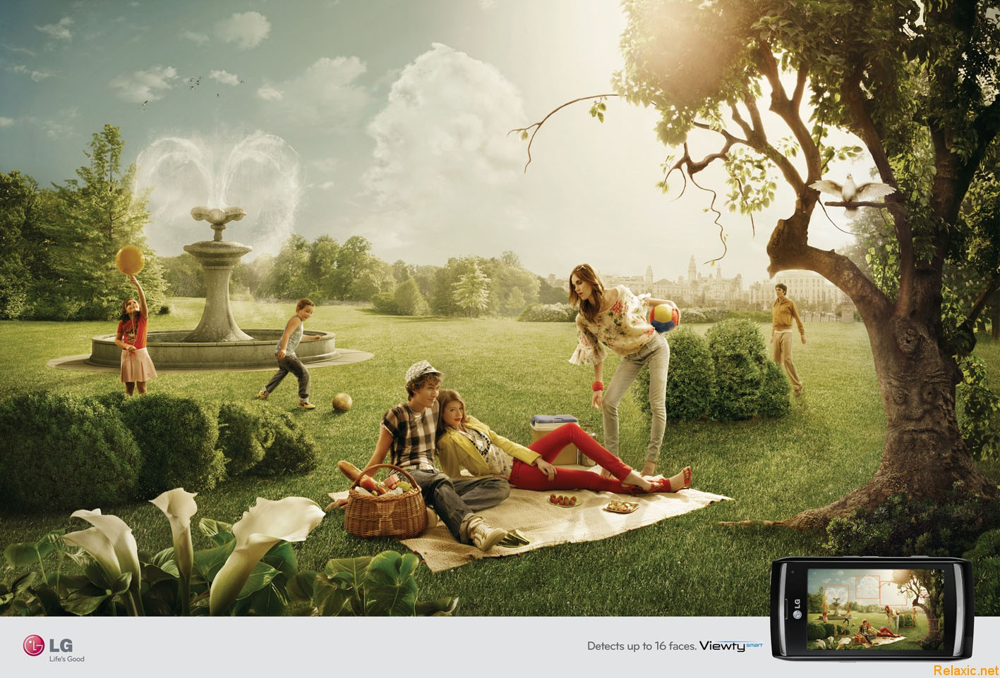 LG
LG
Life's Good
Detects up to 16 faces. Viewty smart
Relaxic.net